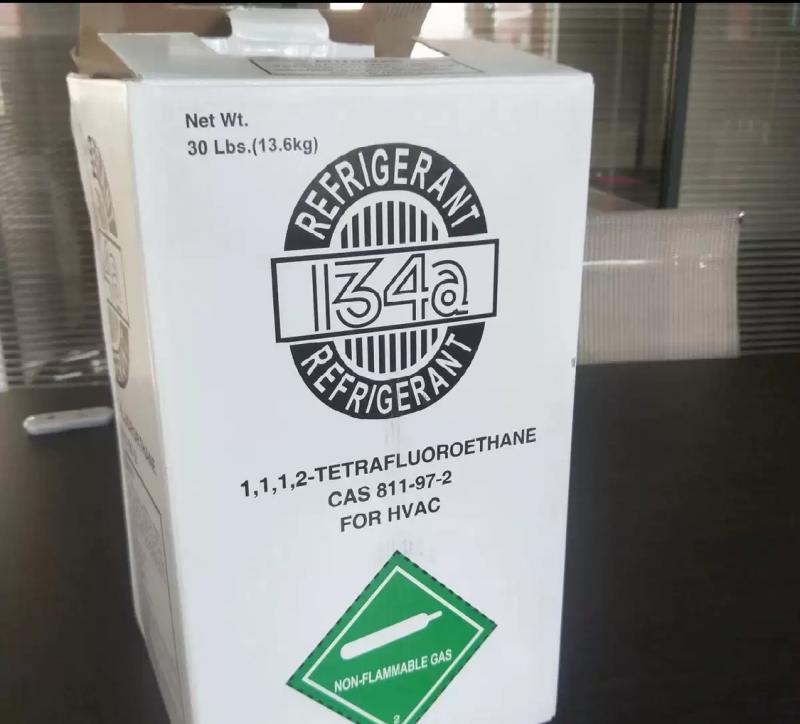 Net Wt.
30 Lbs.(13.6kg)
REFRIGERANT
134a
REFRIGERANT
1,1,1,2-TETRAFLUOROETHANE
CAS 811-97-2
FOR HVAC
NON-FLAMMABLE GAS
2